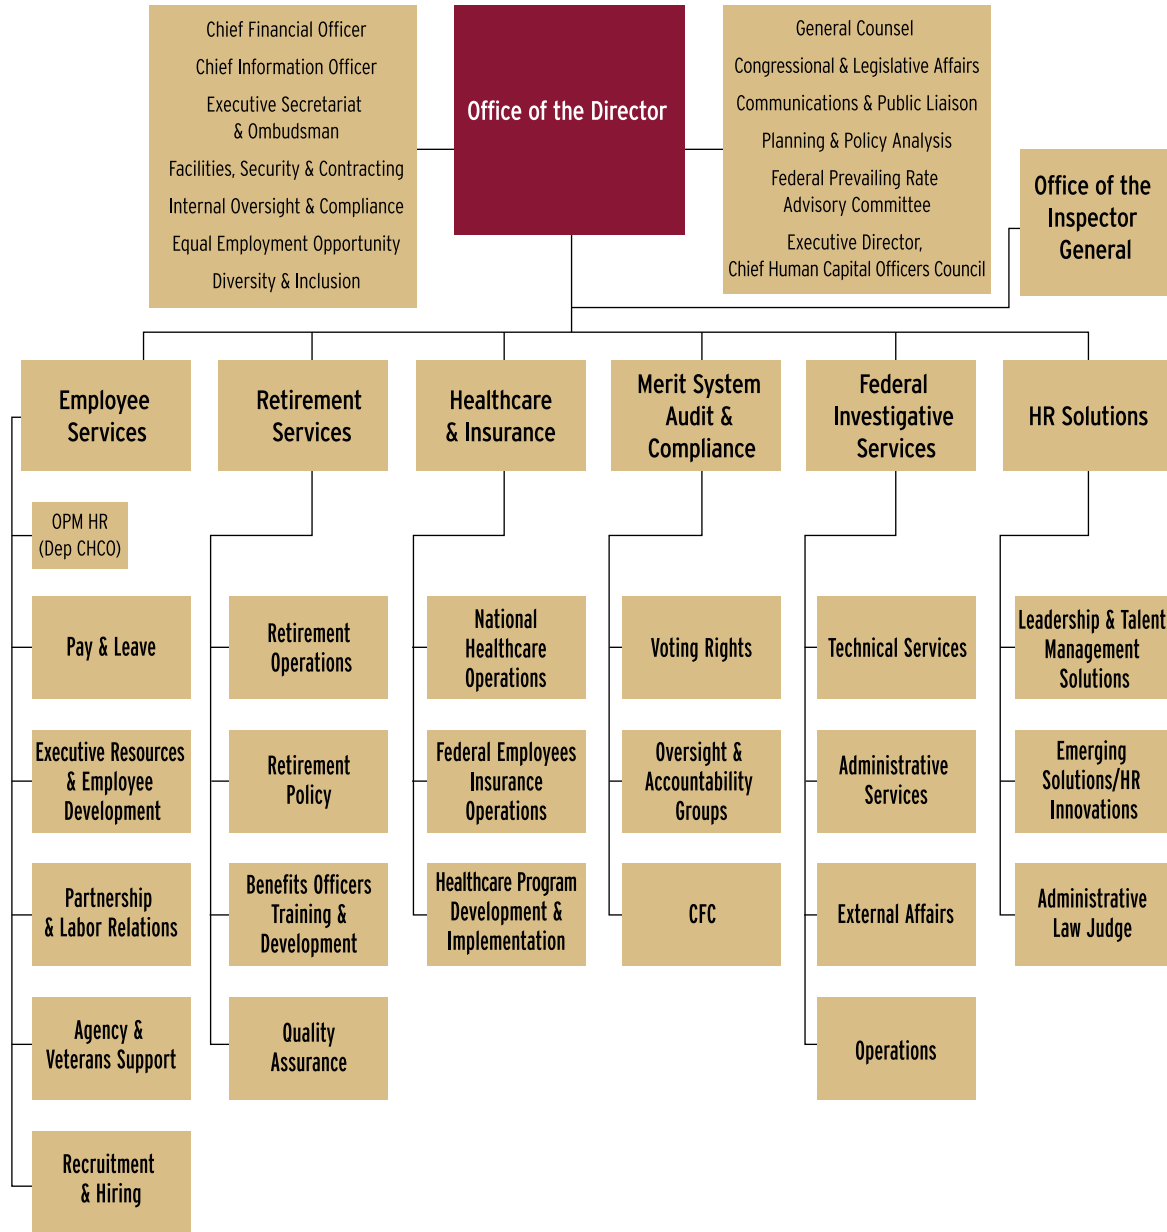 Chief Financial Officer
Chief Information Officer
Executive Secretariat
& Ombudsman
Facilities, Security & Contracting
Internal Oversight & Compliance
Equal Employment Opportunity
Diversity & Inclusion
Office of the Director
General Counsel
Congressional & Legislative Affairs
Communications & Public Liaison
Planning & Policy Analysis
Federal Prevailing Rate
Advisory Committee
Executive Director,
Chief Human Capital Officers Council
Office of the
Inspector
General
Employee
Services
Retirement
Services
Healthcare
& Insurance
Merit System
Audit &
Compliance
Federal
Investigative
Services
HR Solutions
OPM HR
(Dep CHCO)
Pay & Leave
Retirement
Operations
National
Healthcare
Operations
Voting Rights
Technical Services
Leadership & Talent
Management
Solutions
Executive Resources
& Employee
Development
Retirement
Policy
Federal Employees
Insurance
Operations
Oversight &
Accountability
Groups
Administrative
Services
Emerging
Solutions/HR
Innovations
Partnership
& Labor Relations
Benefits Officers
Training &
Development
Healthcare Program
Development &
Implementation
CFC
External Affairs
Administrative
Law Judge
Agency &
Veterans Support
Quality
Assurance
Operations
Recruitment
& Hiring